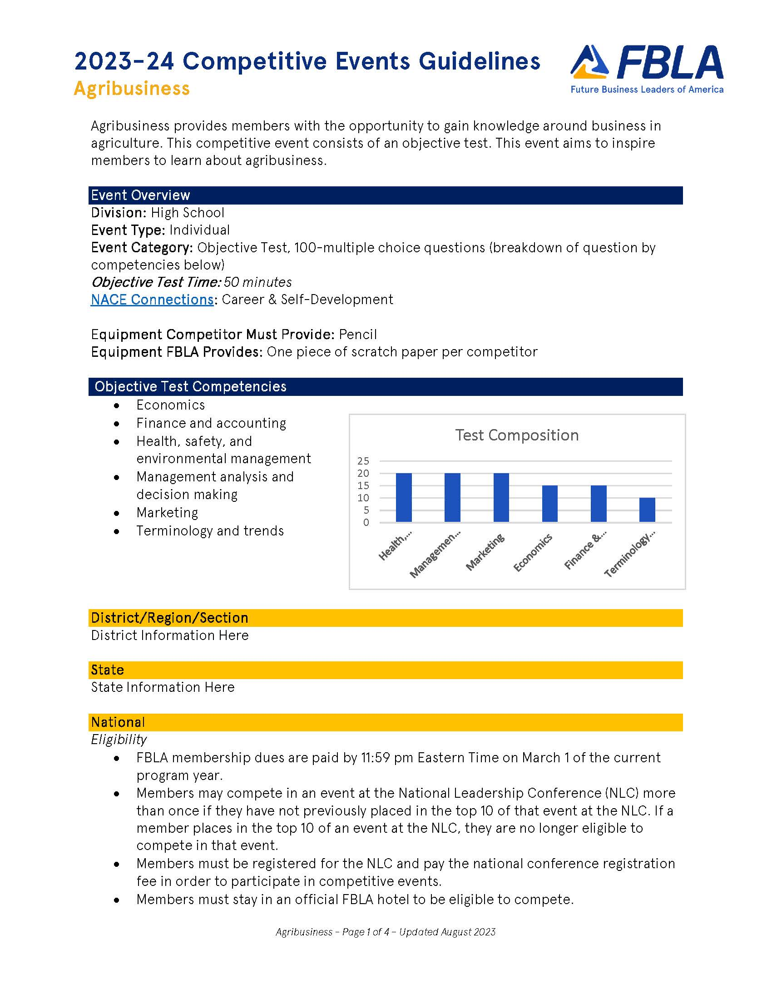 2023-24 Competitive Events Guidelines
Agribusiness
FBLA
Future Business Leaders of America
Agribusiness provides members with the opportunity to gain knowledge around business in
agriculture. This competitive event consists of an objective test. This event aims to inspire
members to learn about agribusiness.
Event Overview
Division: High School
Event Type: Individual
Event Category: Objective Test, 100-multiple choice questions (breakdown of question by
competencies below)
Objective Test Time: 50 minutes
NACE Connections: Career & Self-Development
Equipment Competitor Must Provide: Pencil
Equipment FBLA Provides: One piece of scratch paper per competitor
Objective Test Competencies
• Economics
• Finance and accounting
• Health, safety, and
environmental management
• Management analysis and
decision making
• Marketing
• Terminology and trends
Test Composition
25
20
15
10
5
0
Health,...
Managemen...
Marketing
Economics
Finance &...
Terminology...
District/Region/Section
District Information Here
State
State Information Here
National
Eligibility
• FBLA membership dues are paid by 11:59 pm Eastern Time on March 1 of the current
program year.
• Members may compete in an event at the National Leadership Conference (NLC) more
than once if they have not previously placed in the top 10 of that event at the NLC. If a
member places in the top 10 of an event at the NLC, they are no longer eligible to
compete in that event.
• Members must be registered for the NLC and pay the national conference registration
fee in order to participate in competitive events.
• Members must stay in an official FBLA hotel to be eligible to compete.
Agribusiness – Page 1 of 4 – Updated August 2023